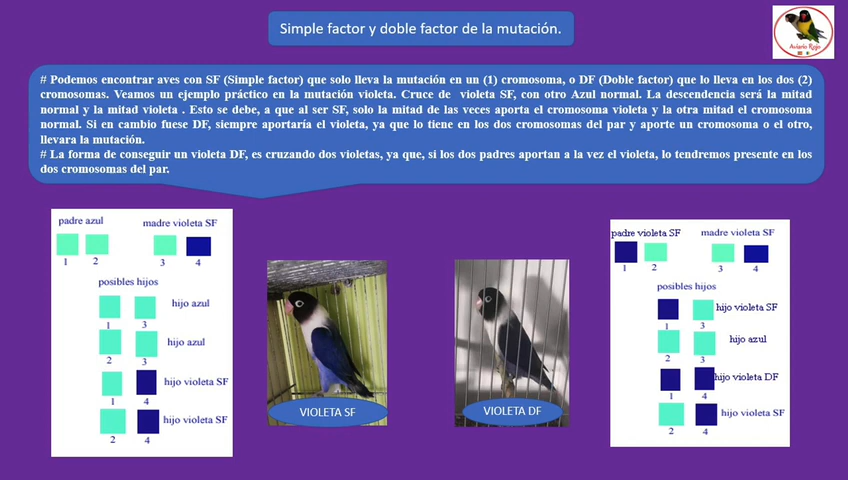 Simple factor y doble factor de la mutación.
Aviario Rojo
# Podemos encontrar aves con SF (Simple factor) que solo lleva la mutación en un (1) cromosoma, o DF (Doble factor) que lo lleva en los dos (2)
cromosomas. Veamos un ejemplo práctico en la mutación violeta. Cruce de violeta SF, con otro Azul normal. La descendencia será la mitad
normal y la mitad violeta . Esto se debe, a que al ser SF, solo la mitad de las veces aporta el cromosoma violeta y la otra mitad el cromosoma
normal. Si en cambio fuese DF, siempre aportaría el violeta, ya que lo tiene en los dos cromosomas del par y aporte un cromosoma o el otro,
llevara la mutación.
# La forma de conseguir un violeta DF, es cruzando dos violetas, ya que, si los dos padres aportan a la vez el violeta, lo tendremos presente en los
dos cromosomas del par.
padre azul
madre violeta SF
1 2 3 4
posibles hijos
hijo azul
1 3
hijo azul
2 3
hijo violeta SF
1 4
hijo violeta SF
2 4
VIOLETA SF
VIOLETA DF
padre violeta SF
madre violeta SF
1 2 3 4
posibles hijos
hijo violeta SF
1 3
hijo azul
2 3
hijo violeta DF
1 4
hijo violeta SF
2 4